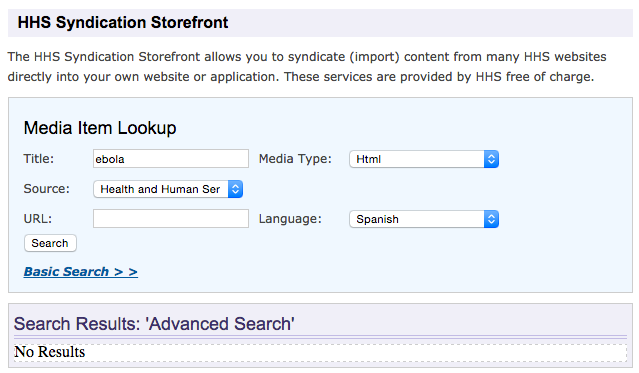 HHS Syndication Storefront
The HHS Syndication Storefront allows you to syndicate (import) content from many HHS websites
directly into your own website or application. These services are provided by HHS free of charge.
Media Item Lookup
Title: ebola Media Type: Html
Source: Health and Human Ser
URL: Language: Spanish
Search
Basic Search > >
Search Results: 'Advanced Search'
No Results